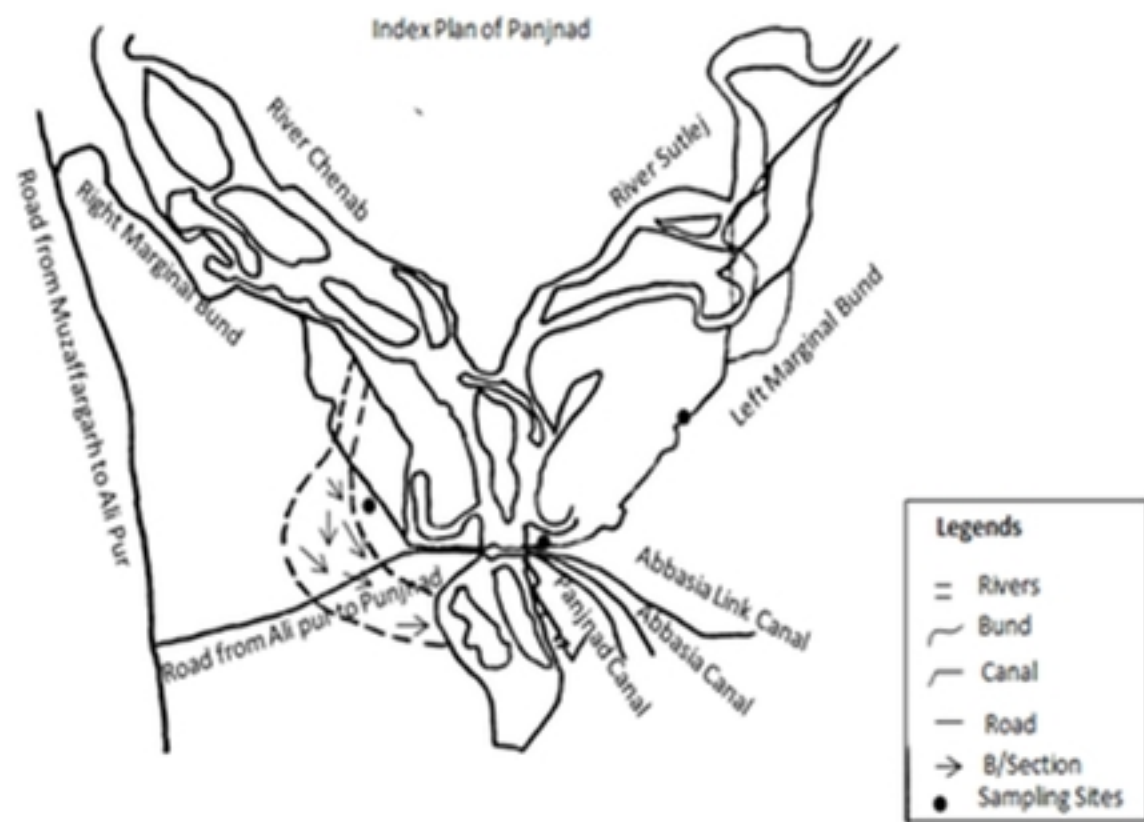 Index Plan of Panjnad
River Chenab
River Sutlej
Road from Muzaffargarh to Ali Pur
Right Marginal Bund
Left Marginal Bund
Road from Ali pur to Punjnad
Panjnad Canal
Abbasia Canal
Abbasia Link Canal
Legends
Rivers
Bund
Canal
Road
B/Section
Sampling Sites